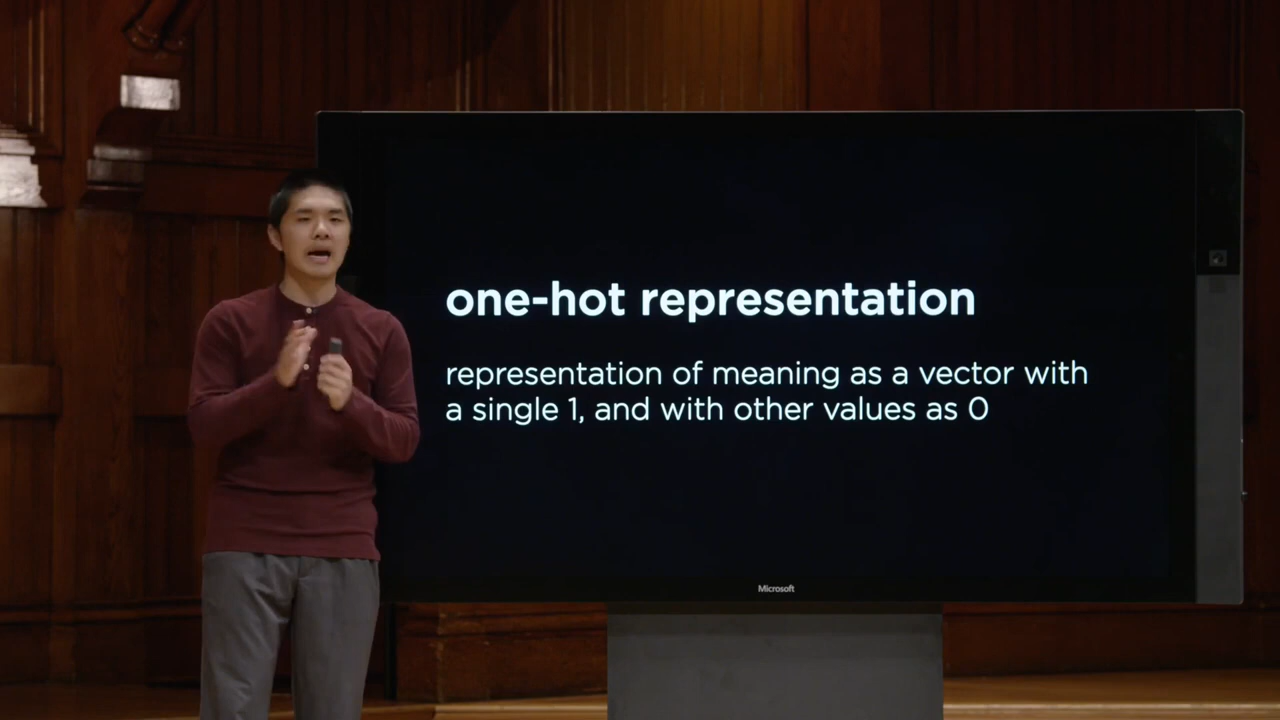 one-hot representation
representation of meaning as a vector with
a single 1, and with other values as 0
Microsoft